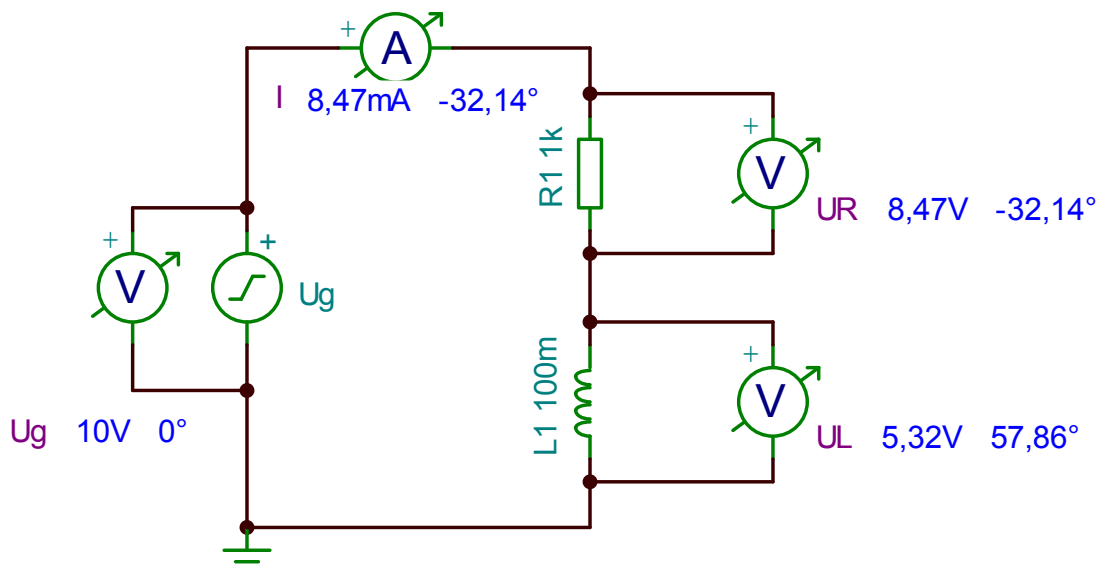 +
A
I 8,47mA -32,14°
R1 1k
+
V
UR 8,47V -32,14°
+
V
+
Ug
Ug 10V 0°
L1 100m
+
V
UL 5,32V 57,86°